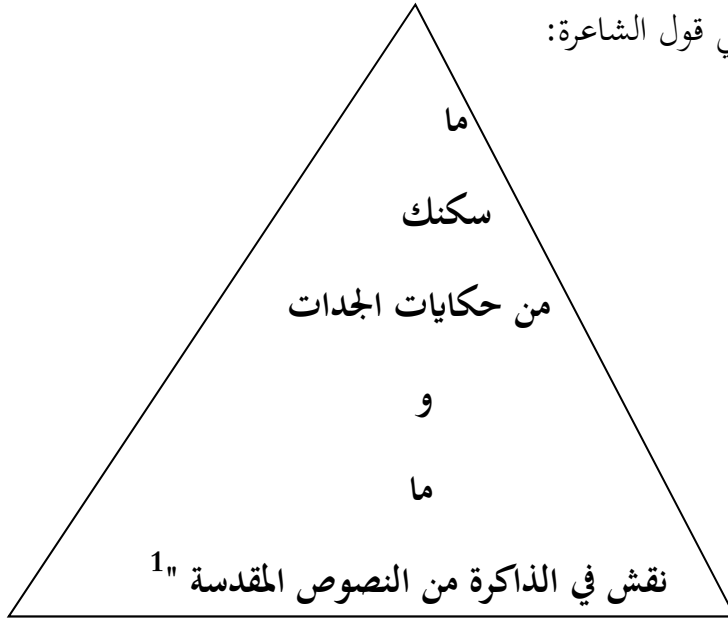 في قول الشاعرة:
ما
سكنك
من حكايات الجدات
و
ما
نقش في الذاكرة من النصوص المقدسة "1